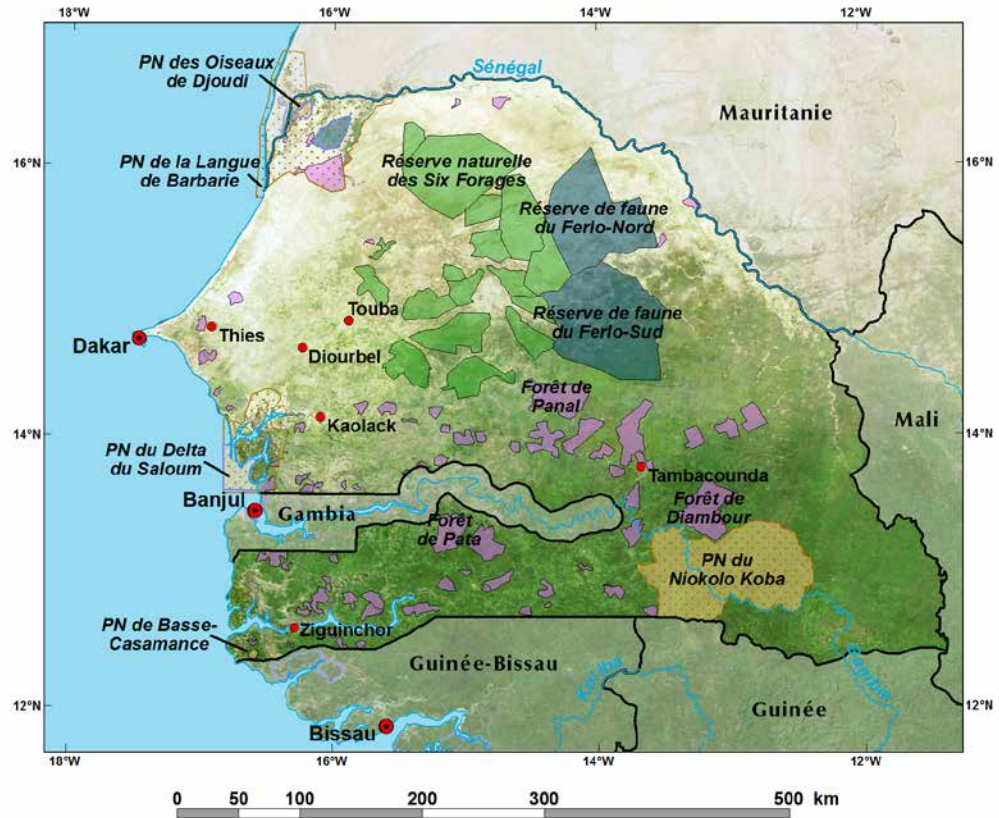 18°W 16°W 14°W 12°W
PN des Oiseaux
de Djoudi
Sénégal
Mauritanie
16°N 16°N
PN de la Langue
de Barbarie
Réserve naturelle
des Six Forages
Réserve de faune
du Ferlo-Nord
Touba
Thies
Réserve de faune
du Ferlo-Sud
Dakar
Diourbel
Forêt de
Panal
Kaolack
14°N 14°N
Mali
PN du Delta
du Saloum
Tambacounda
Banjul
Gambia
Forêt de
Diambour
Forêt
de Pata
PN du
Niokolo Koba
PN de Basse-
Casamance
Ziguinchor
Guinée-Bissau
Koliba
Gambie
Guinée
12°N 12°N
Bissau
18°W 16°W 14°W 12°W
0 50 100 200 300 500 km